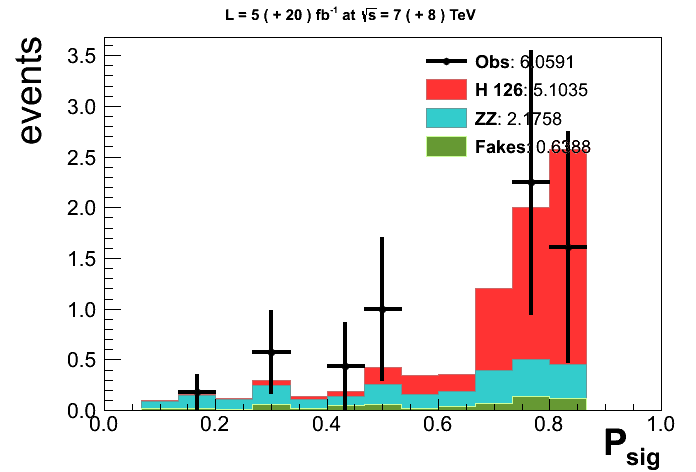 L = 5 ( + 20 ) fb-1 at √s = 7 ( + 8 ) TeV
events
3.5
3.0
2.5
2.0
1.5
1.0
0.5
0.0
Obs: 6.0591
H 126: 5.1035
ZZ: 2.1758
Fakes: 0.6388
0.0 0.2 0.4 0.6 0.8 1.0
Psig